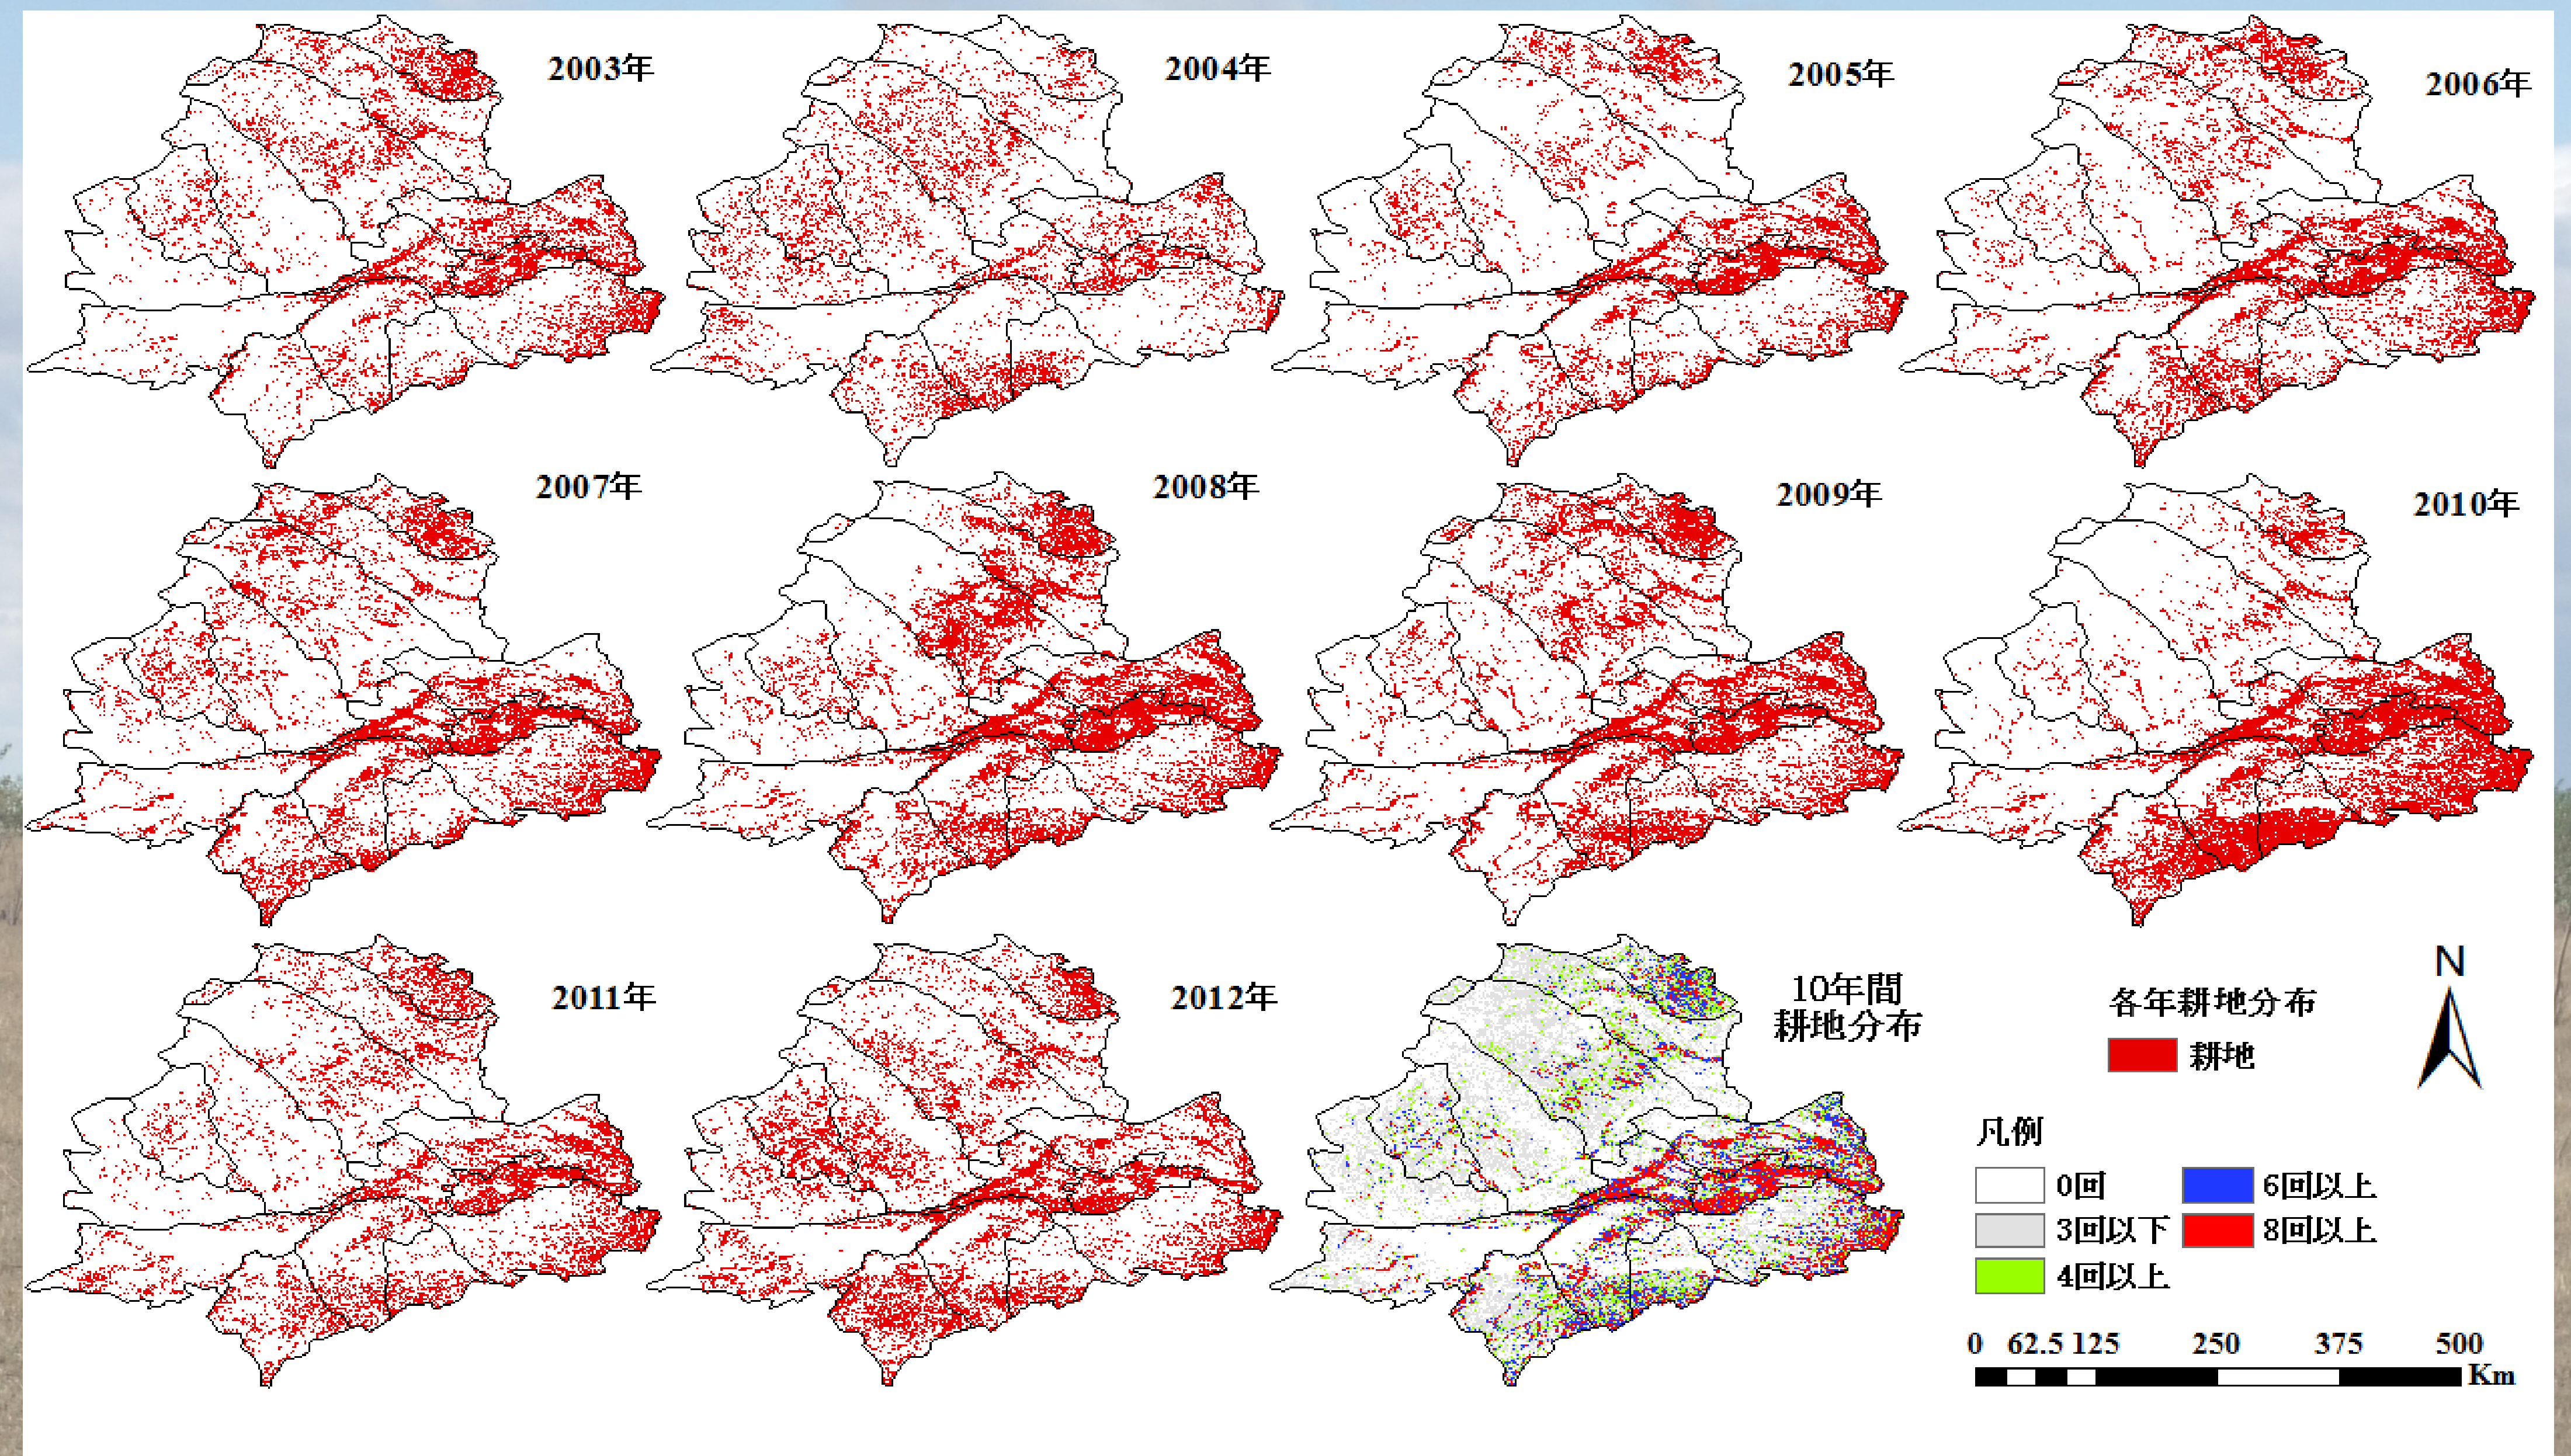 2003年
2004年
2005年
2006年
2007年
2008年
2009年
2010年
2011年
2012年
10年間
耕地分布
各年耕地分布
耕地
N
凡例
0回
6回以上
3回以下
8回以上
4回以上
0 62.5 125 250 375 500
Km